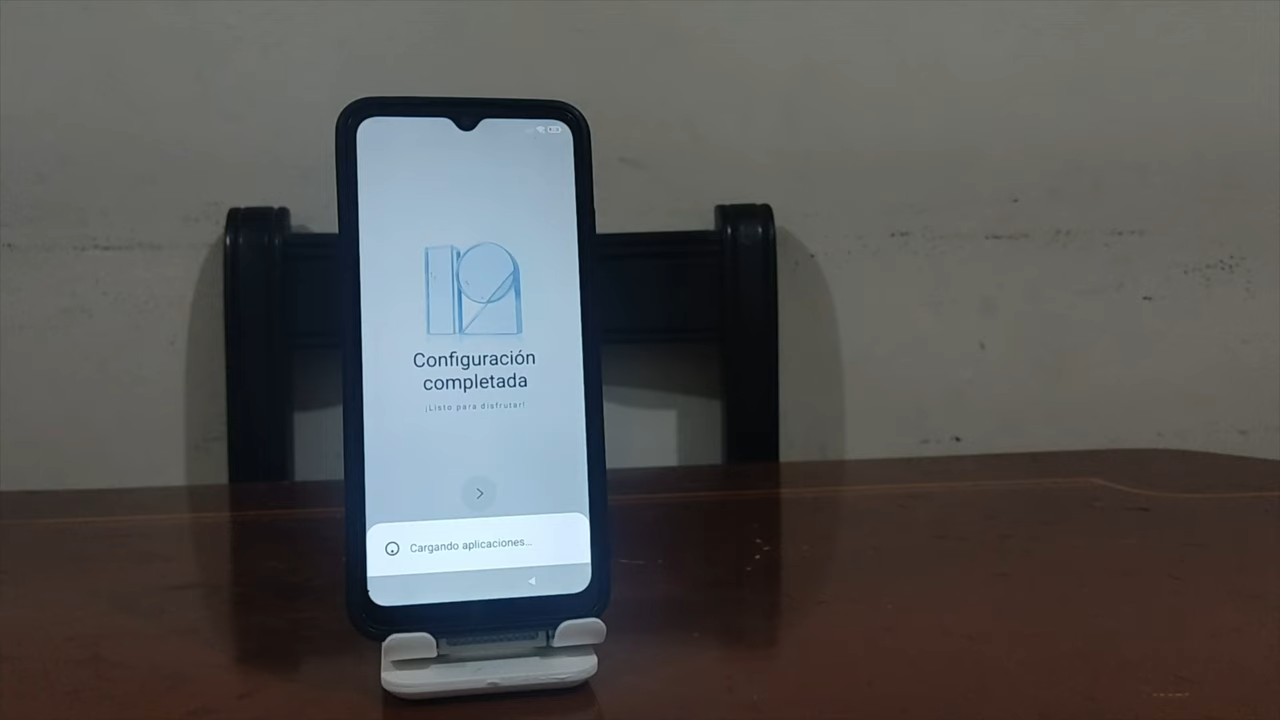 Configuración
completada
¡Listo para disfrutar!
Cargando aplicaciones...